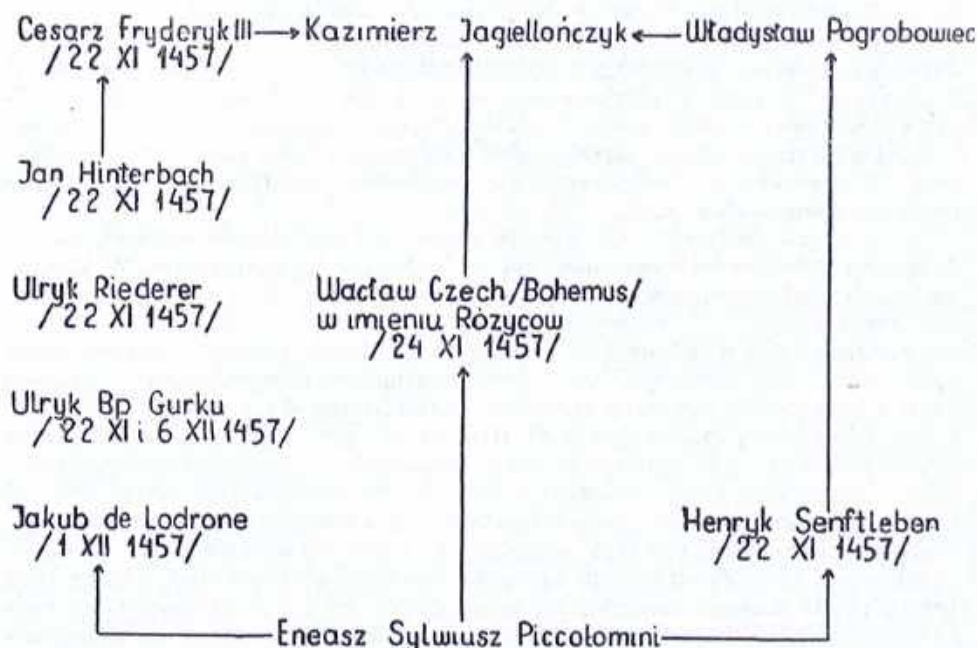 Cesarz Fryderyk III Kazimierz Jagiellończyk Władysław Pogrobowiec
/22 XI 1457/
Jan Hinterbach
/22 XI 1457/
Ulryk Riederer
/22 XI 1457/
Wacław Czech/Bohemus/
w imieniu Różyców
/24 XI 1457/
Ulryk Bp Gurku
/22 XI i 6 XII 1457/
Jakub de Lodrone
/1 XII 1457/
Henryk Senftleben
/22 XI 1457/
Eneasz Sylwiusz Piccolomini